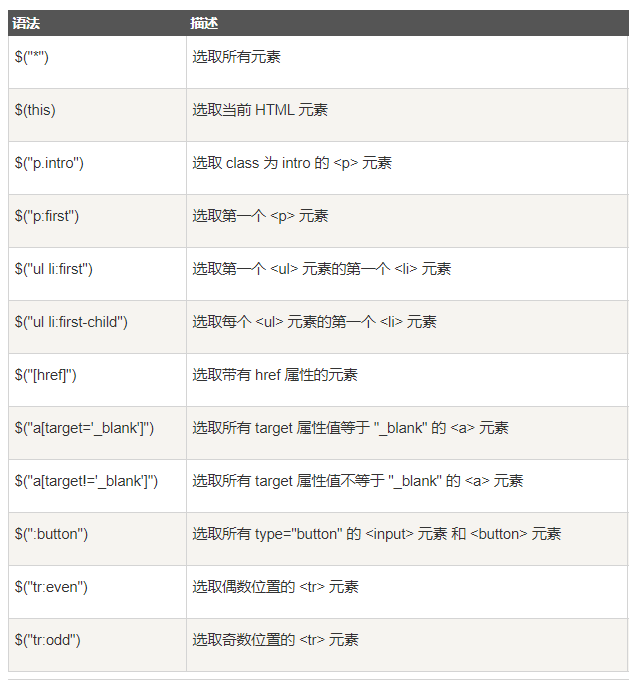 语法 描述
$("*") 选取所有元素
$(this) 选取当前 HTML 元素
$("p.intro") 选取 class 为 intro 的 <p> 元素
$("p:first") 选取第一个 <p> 元素
$("ul li:first") 选取第一个 <ul> 元素的第一个 <li> 元素
$("ul li:first-child") 选取每个 <ul> 元素的第一个 <li> 元素
$("[href]") 选取带有 href 属性的元素
$("a[target='_blank']") 选取所有 target 属性值等于 "_blank" 的 <a> 元素
$("a[target!='_blank']") 选取所有 target 属性值不等于 "_blank" 的 <a> 元素
$(":button") 选取所有 type="button" 的 <input> 元素 和 <button> 元素
$("tr:even") 选取偶数位置的 <tr> 元素
$("tr:odd") 选取奇数位置的 <tr> 元素